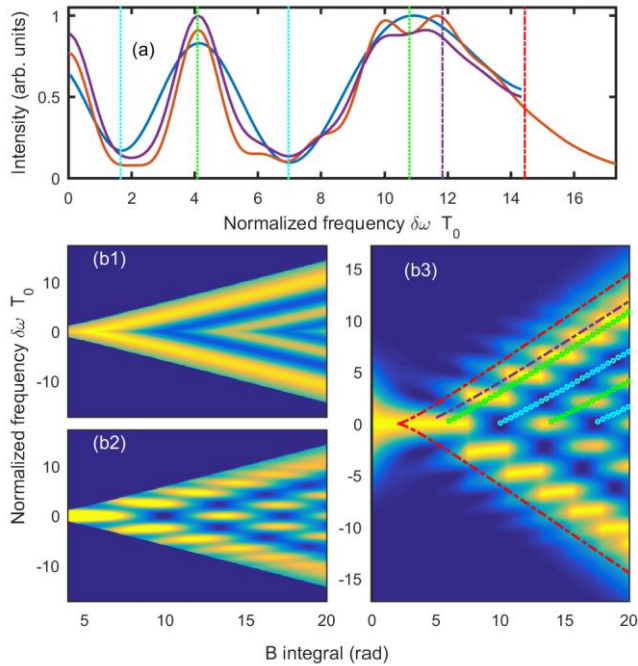 Intensity (arb. units)
1
0.5
0
(a)
0 2 4 6 8 10 12 14 16
Normalized frequency δω T0
Normalized frequency δω T0
(b1)
10
0
-10
(b2)
10
0
-10
5 10 15 20
(b3)
15
10
5
0
-5
-10
-15
0 5 10 15 20
B integral (rad)